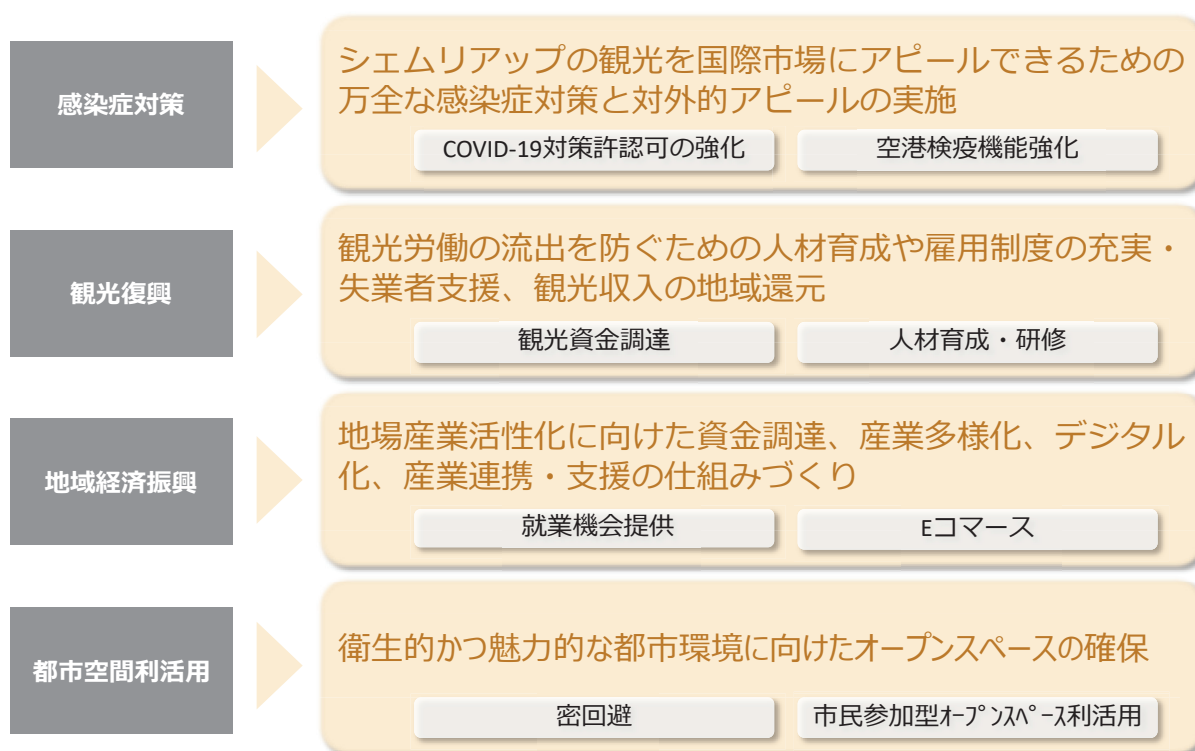 感染症対策
シェムリアップの観光を国際市場にアピールできるための
万全な感染症対策と対外的アピールの実施
COVID-19対策許認可の強化
空港検疫機能強化
観光復興
観光労働の流出を防ぐための人材育成や雇用制度の充実・
失業者支援、観光収入の地域還元
観光資金調達
人材育成・研修
地域経済振興
地場産業活性化に向けた資金調達、産業多様化、デジタル
化、産業連携・支援の仕組みづくり
就業機会提供
Eコマース
都市空間利活用
衛生的かつ魅力的な都市環境に向けたオープンスペースの確保
密回避
市民参加型ｵｰﾌﾟﾝｽﾍﾟｰｽ利活用